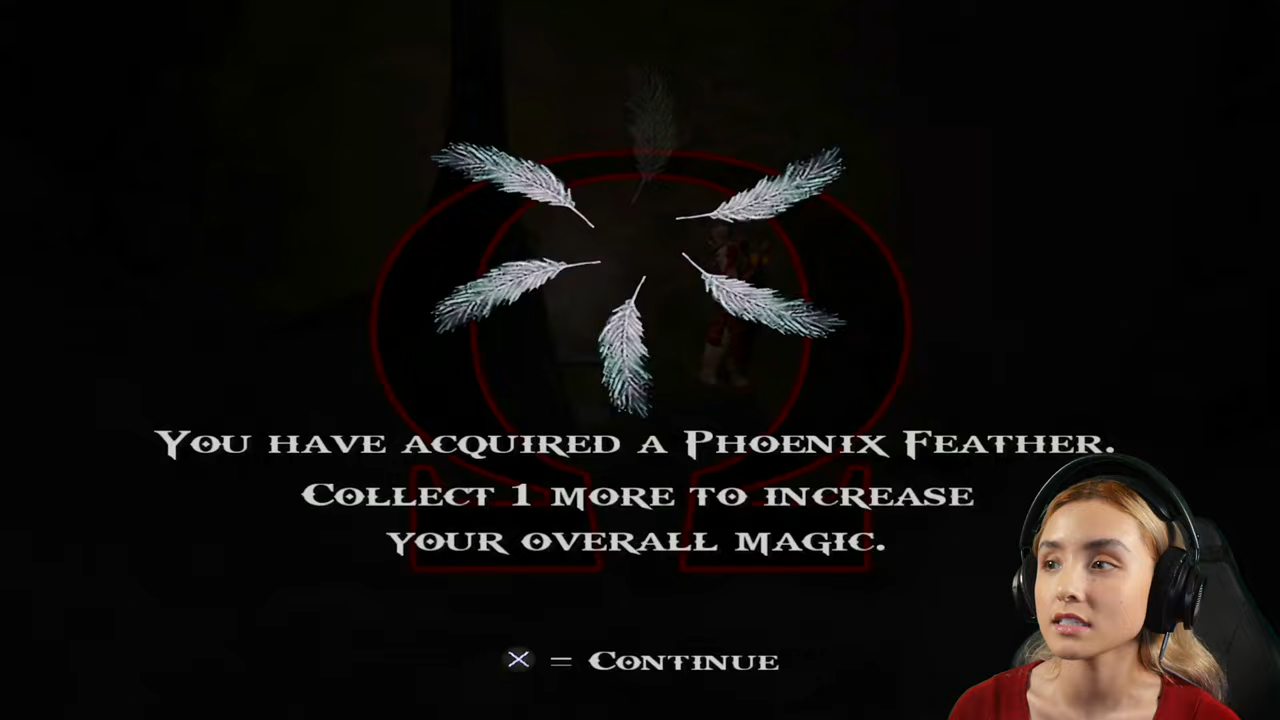 You have acquired a Phoenix Feather.
Collect 1 more to increase
your overall magic.
= Continue